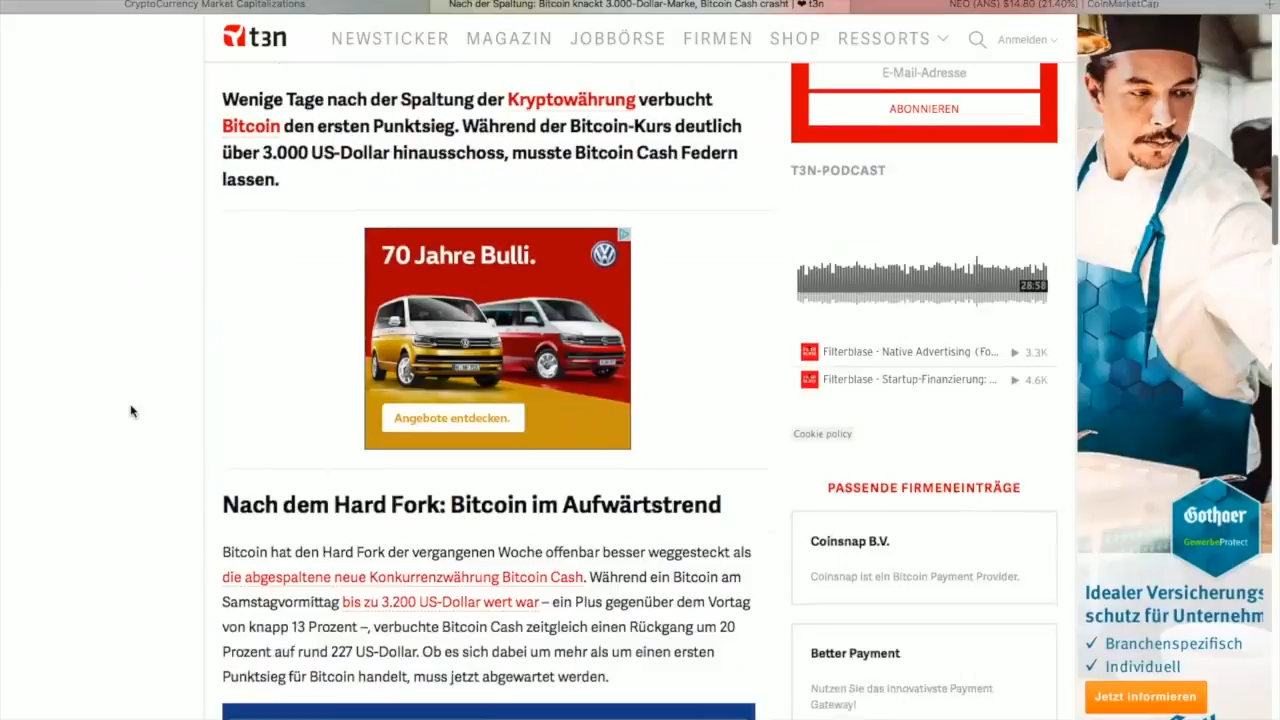 CryptoCurrency Market Capitalizations
Nach der Spaltung: Bitcoin knackt 3.000-Dollar-Marke, Bitcoin Cash crasht | ❤ t3n
NEO (ANS) $14.80 (21.40%) | CoinMarketCap
t3n
NEWSTICKER MAGAZIN JOBBÖRSE FIRMEN SHOP RESSORTS
Anmelden
Wenige Tage nach der Spaltung der Kryptowährung verbucht
Bitcoin den ersten Punktsieg. Während der Bitcoin-Kurs deutlich
über 3.000 US-Dollar hinausschoss, musste Bitcoin Cash Federn
lassen.
70 Jahre Bulli.
Angebote entdecken.
Nach dem Hard Fork: Bitcoin im Aufwärtstrend
Bitcoin hat den Hard Fork der vergangenen Woche offenbar besser weggesteckt als
die abgespaltene neue Konkurrenzwährung Bitcoin Cash. Während ein Bitcoin am
Samstagvormittag bis zu 3.200 US-Dollar wert war – ein Plus gegenüber dem Vortag
von knapp 13 Prozent –, verbuchte Bitcoin Cash zeitgleich einen Rückgang um 20
Prozent auf rund 227 US-Dollar. Ob es sich dabei um mehr als um einen ersten
Punktsieg für Bitcoin handelt, muss jetzt abgewartet werden.
E-Mail-Adresse
ABONNIEREN
T3N-PODCAST
28:58
Filterblase - Native Advertising (Fo... 3.3K
Filterblase - Startup-Finanzierung: ... 4.6K
Cookie policy
PASSENDE FIRMENEINTRÄGE
Coinsnap B.V.
Coinsnap ist ein Bitcoin Payment Provider.
Better Payment
Nutzen Sie das innovativste Payment
Gateway!
Gothaer
GewerbeProtect
Idealer Versicherungs
schutz für Unternehm
✓ Branchenspezifisch
✓ Individuell
Jetzt informieren